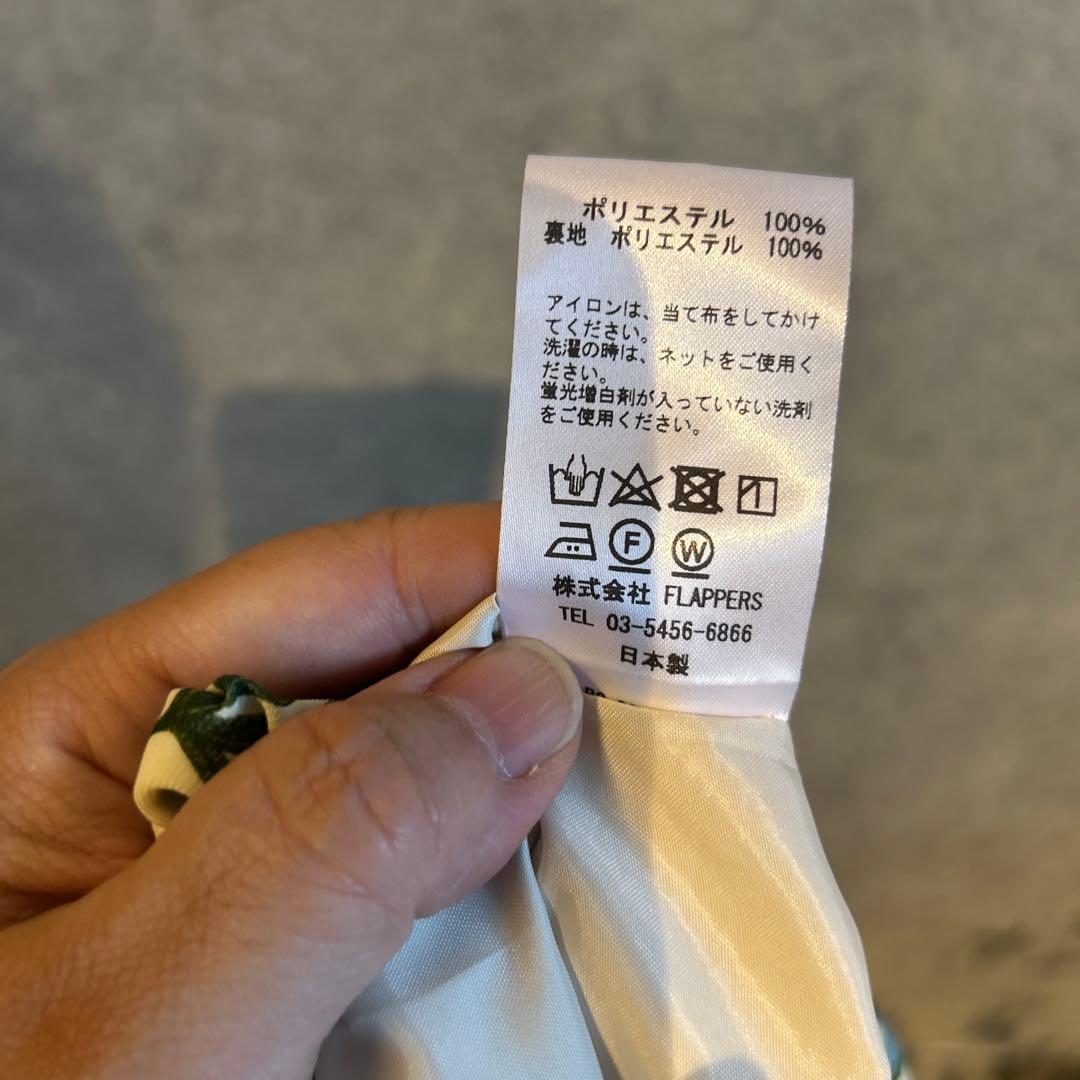 ポリエステル 100%
裏地 ポリエステル 100%
アイロンは、当て布をしてかけ
てください。
洗濯の時は、ネットをご使用く
ださい。
蛍光増白剤が入っていない洗剤
をご使用ください。
F W
株式会社 FLAPPERS
TEL 03-5456-6866
日本製